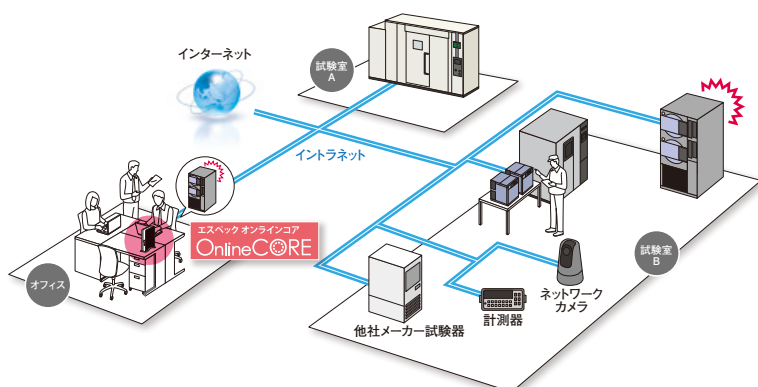 インターネット
試験室
A
イントラネット
エスペック オンラインコア
OnlineCORE
オフィス
試験室
B
ネットワーク
カメラ
計測器
他社メーカー試験器